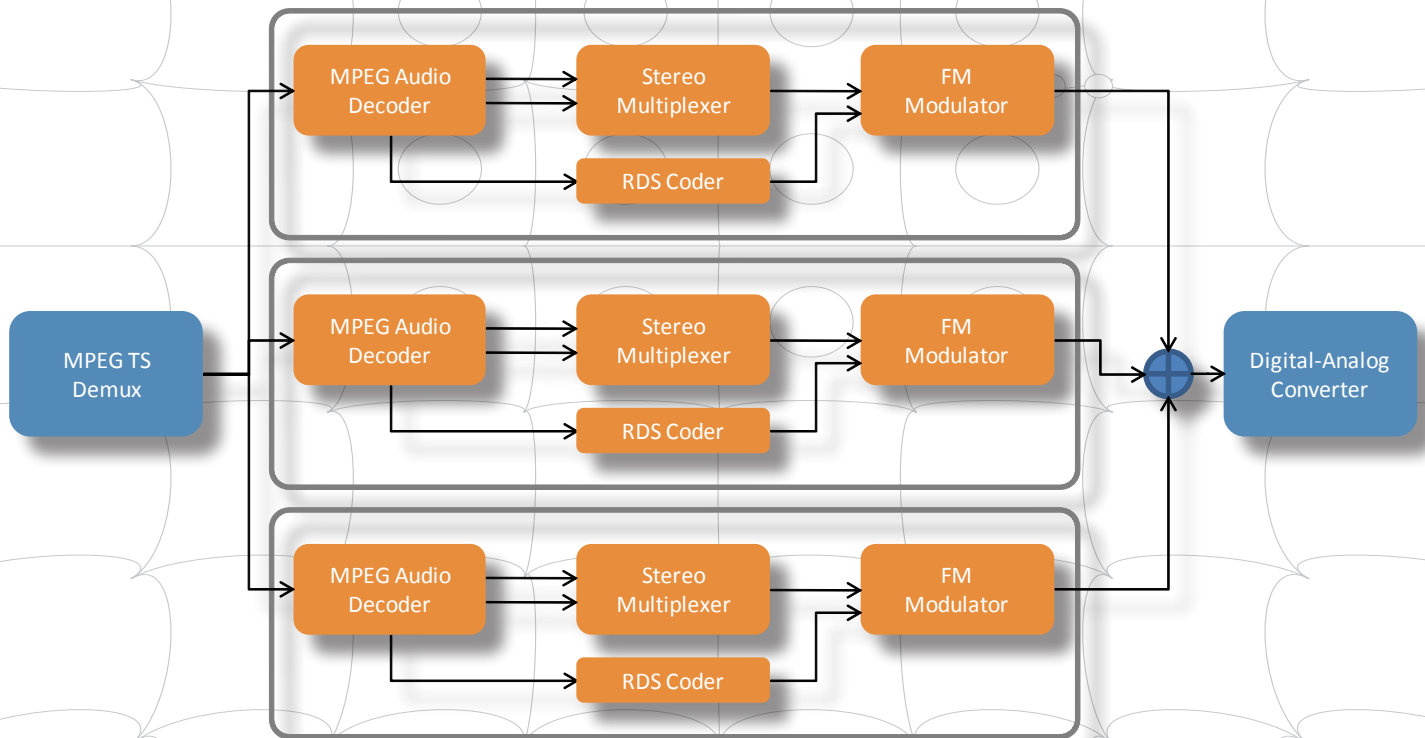 MPEG Audio
Decoder
Stereo
Multiplexer
FM
Modulator
RDS Coder
MPEG TS
Demux
MPEG Audio
Decoder
Stereo
Multiplexer
FM
Modulator
RDS Coder
Digital-Analog
Converter
MPEG Audio
Decoder
Stereo
Multiplexer
FM
Modulator
RDS Coder